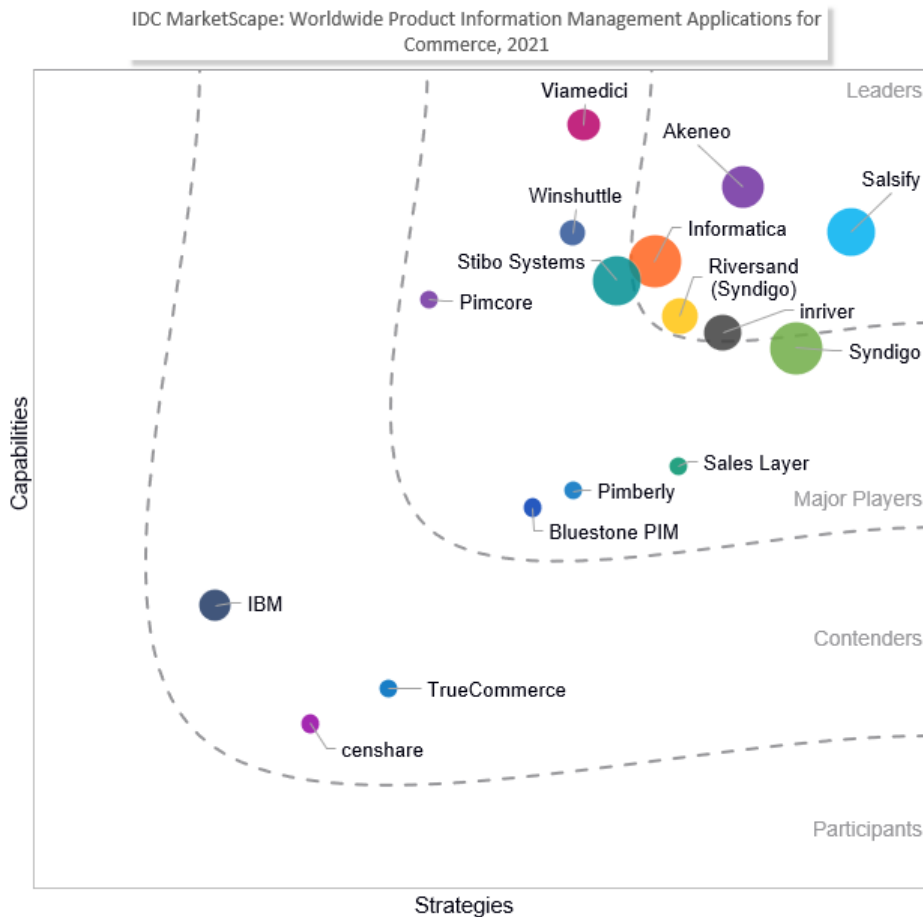 IDC MarketScape: Worldwide Product Information Management Applications for
Commerce, 2021
Viamedici
Leaders
Akeneo
Salsify
Winshuttle
Informatica
Stibo Systems
Riversand
(Syndigo)
Pimcore
inriver
Syndigo
Capabilities
Sales Layer
Pimberly
Major Players
Bluestone PIM
IBM
Contenders
TrueCommerce
censhare
Participants
Strategies